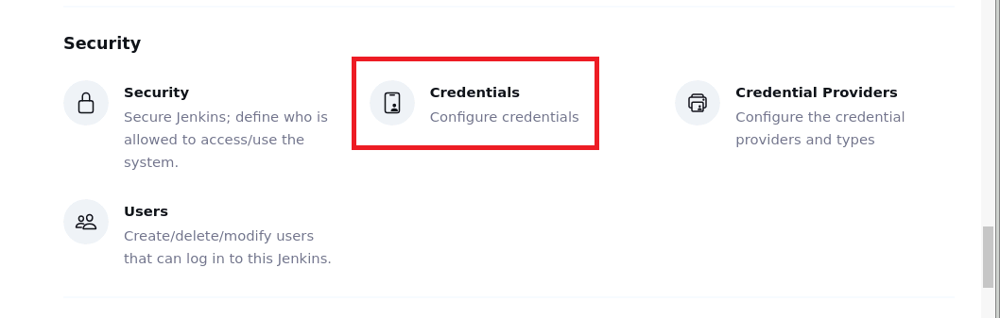 Security
Security
Secure Jenkins; define who is
allowed to access/use the
system.
Credentials
Configure credentials
Credential Providers
Configure the credential
providers and types
Users
Create/delete/modify users
that can log in to this Jenkins.